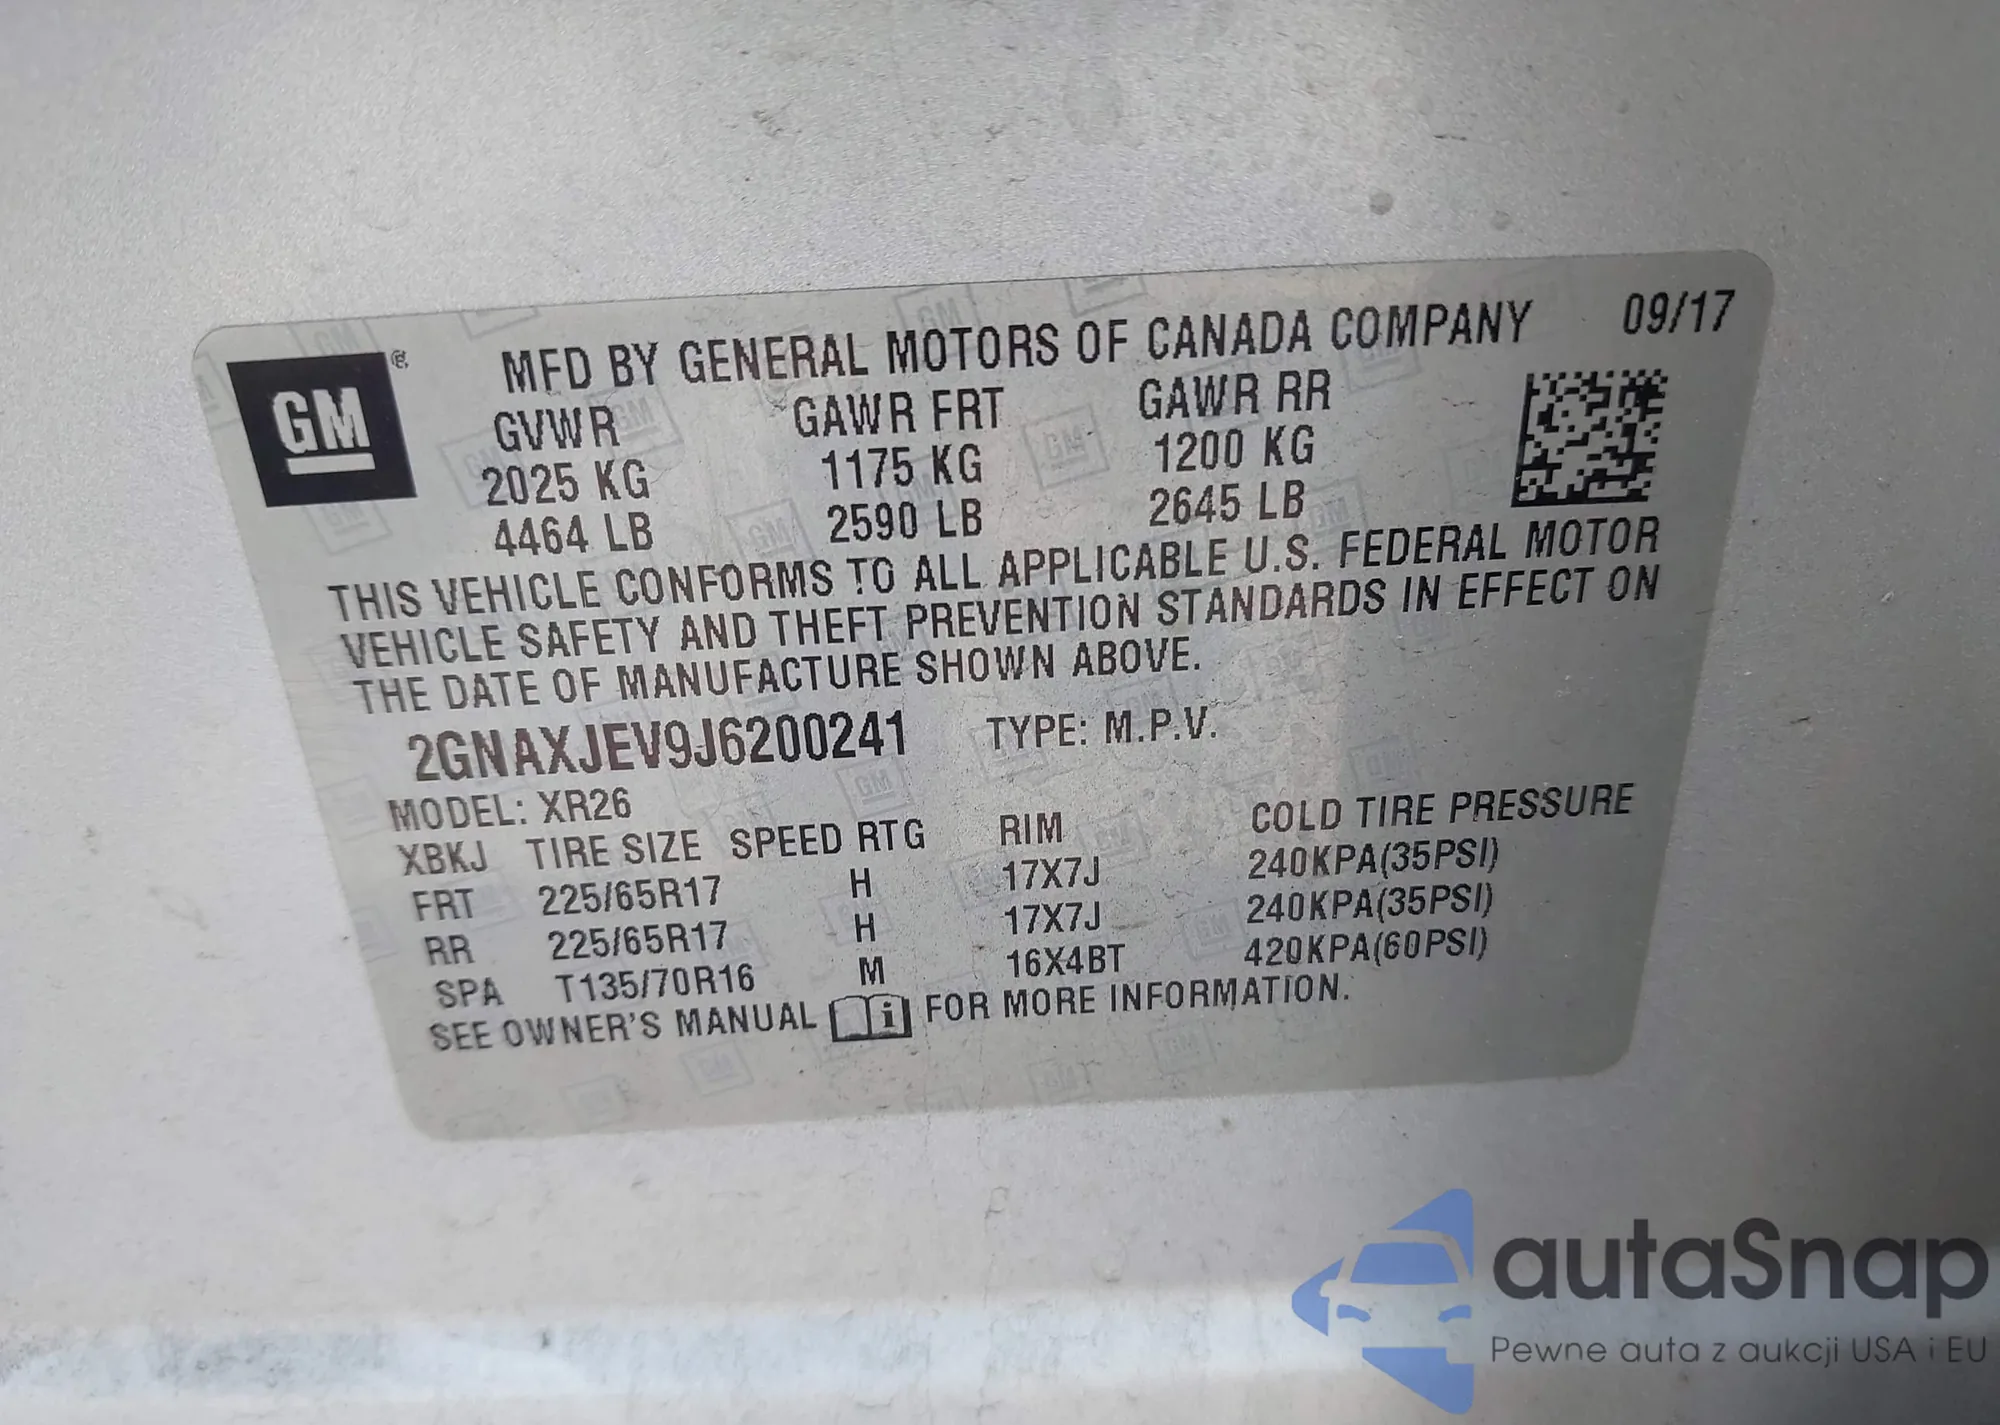 GM ®
MFD BY GENERAL MOTORS OF CANADA COMPANY 09/17
GVWR GAWR FRT GAWR RR
2025 KG 1175 KG 1200 KG
4464 LB 2590 LB 2645 LB
THIS VEHICLE CONFORMS TO ALL APPLICABLE U.S. FEDERAL MOTOR
VEHICLE SAFETY AND THEFT PREVENTION STANDARDS IN EFFECT ON
THE DATE OF MANUFACTURE SHOWN ABOVE.
2GNAXJEV9J6200241 TYPE: M.P.V.
MODEL: XR26
XBKJ TIRE SIZE SPEED RTG RIM COLD TIRE PRESSURE
FRT 225/65R17 H 17X7J 240KPA(35PSI)
RR 225/65R17 H 17X7J 240KPA(35PSI)
SPA T135/70R16 M 16X4BT 420KPA(60PSI)
SEE OWNER'S MANUAL i FOR MORE INFORMATION.
autaSnap
Pewne auta z aukcji USA i EU